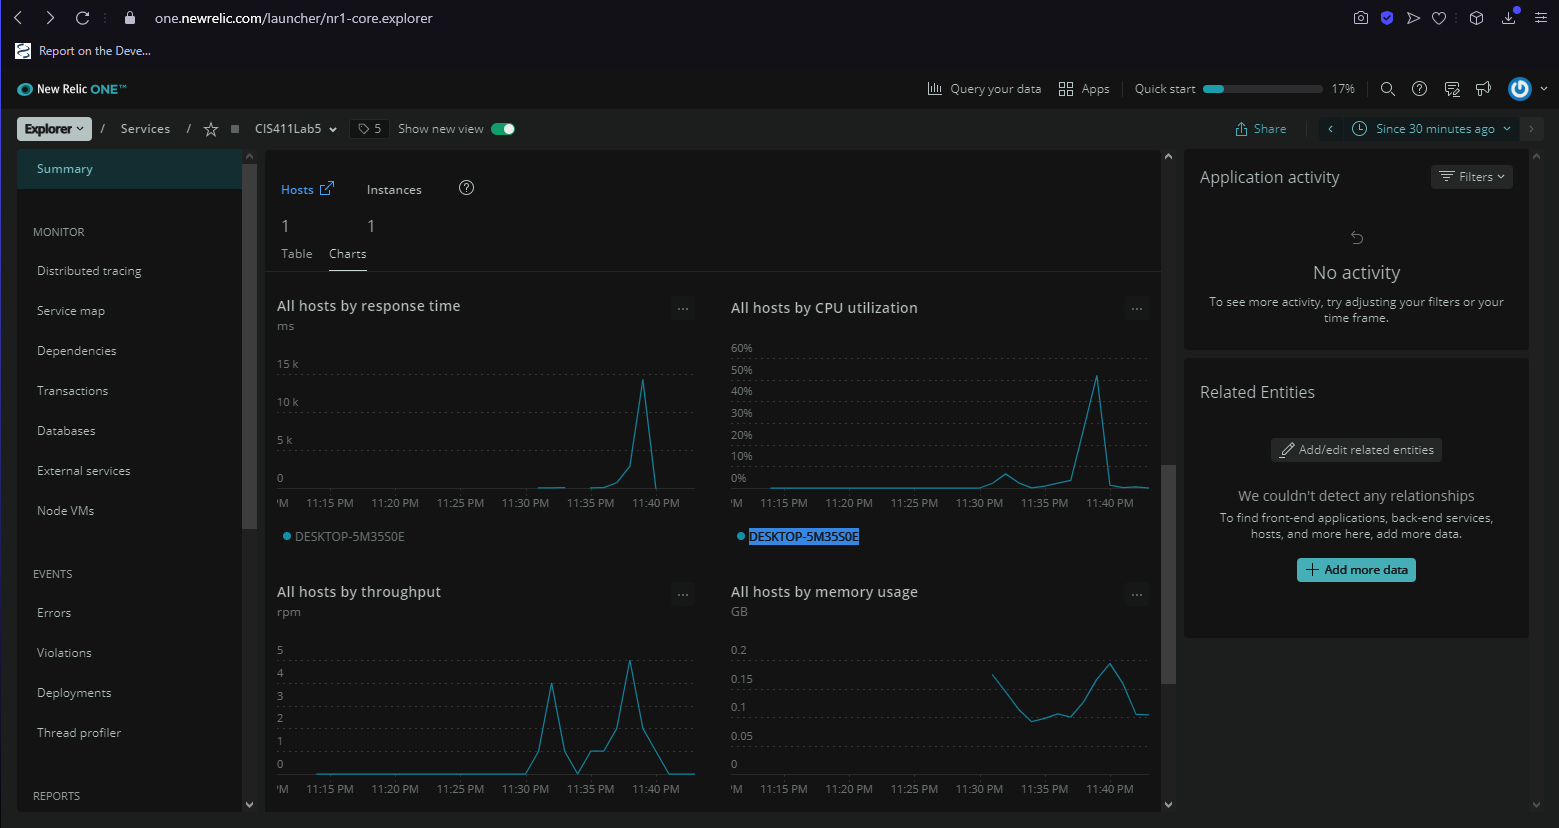 one.newrelic.com/launcher/nr1-core.explorer
Report on the Deve...
New Relic ONE™
Query your data
Apps
Quick start
17%
Explorer
/ Services /
CIS411Lab5
5
Show new view
Share
Since 30 minutes ago
Summary
MONITOR
Distributed tracing
Service map
Dependencies
Transactions
Databases
External services
Node VMs
EVENTS
Errors
Violations
Deployments
Thread profiler
REPORTS
Hosts
Instances
1
1
Table
Charts
All hosts by response time
...
ms
15 k
10 k
5 k
0
'M 11:15 PM 11:20 PM 11:25 PM 11:30 PM 11:35 PM 11:40 PM
DESKTOP-5M35S0E
All hosts by CPU utilization
...
60%
50%
40%
30%
20%
10%
0%
'M 11:15 PM 11:20 PM 11:25 PM 11:30 PM 11:35 PM 11:40 PM
DESKTOP-5M35S0E
All hosts by throughput
...
rpm
5
4
3
2
1
0
'M 11:15 PM 11:20 PM 11:25 PM 11:30 PM 11:35 PM 11:40 PM
All hosts by memory usage
...
GB
0.2
0.15
0.1
0.05
0
'M 11:15 PM 11:20 PM 11:25 PM 11:30 PM 11:35 PM 11:40 PM
Application activity
Filters
No activity
To see more activity, try adjusting your filters or your
time frame.
Related Entities
Add/edit related entities
We couldn't detect any relationships
To find front-end applications, back-end services,
hosts, and more here, add more data.
Add more data